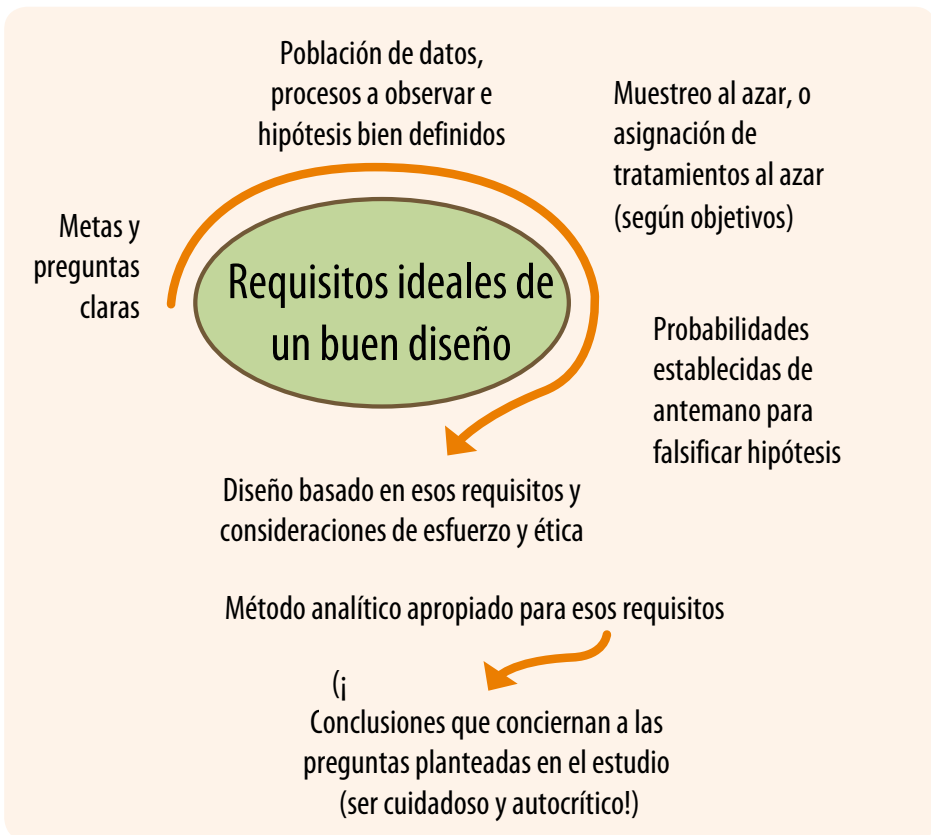 Población de datos,
procesos a observar e
hipótesis bien definidos
Muestreo al azar, o
asignación de
tratamientos al azar
(según objetivos)
Metas y
preguntas
claras
Requisitos ideales de
un buen diseño
Probabilidades
establecidas de
antemano para
falsificar hipótesis
Diseño basado en esos requisitos y
consideraciones de esfuerzo y ética
Método analítico apropiado para esos requisitos
(¡
Conclusiones que conciernan a las
preguntas planteadas en el estudio
(ser cuidadoso y autocrítico!)